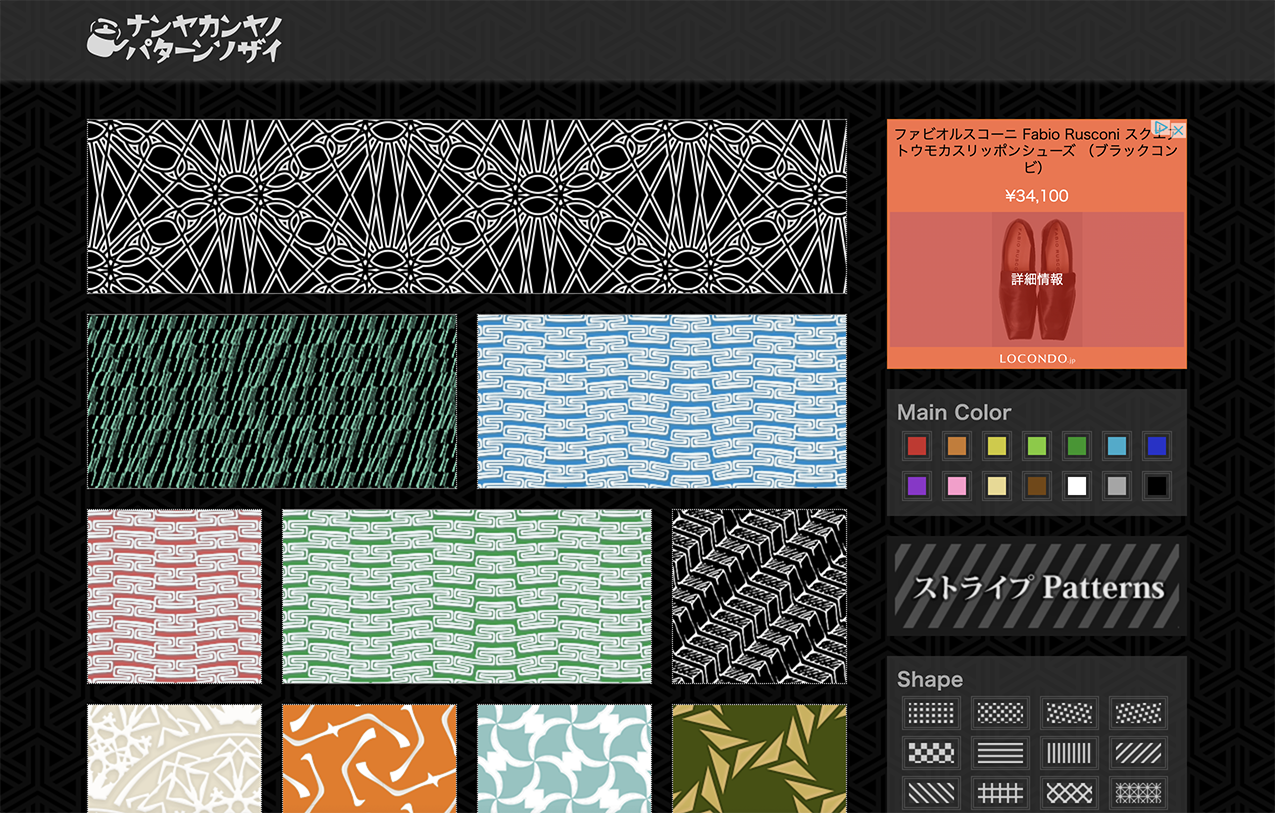 ナンヤカンヤノ
パターンソザイ
ファビオルスコーニ Fabio Rusconi スクエア
トウモカスリッポンシューズ （ブラックコン
ビ）
¥34,100
詳細情報
LOCONDO.jp
Main Color
ストライプ Patterns
Shape